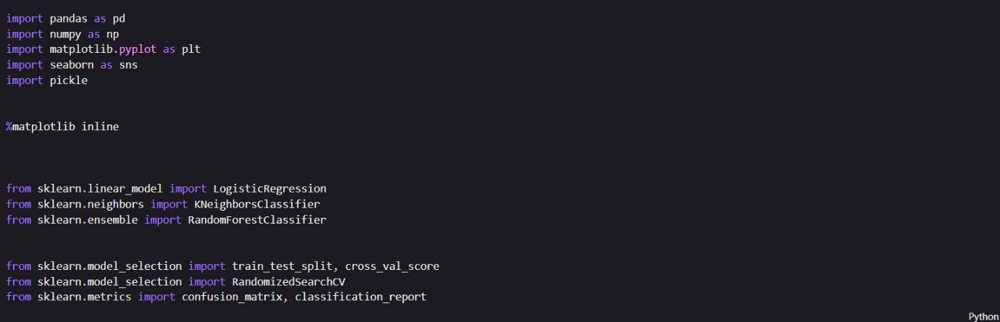 import pandas as pd
import numpy as np
import matplotlib.pyplot as plt
import seaborn as sns
import pickle
%matplotlib inline
from sklearn.linear_model import LogisticRegression
from sklearn.neighbors import KNeighborsClassifier
from sklearn.ensemble import RandomForestClassifier
from sklearn.model_selection import train_test_split, cross_val_score
from sklearn.model_selection import RandomizedSearchCV
from sklearn.metrics import confusion_matrix, classification_report
Python